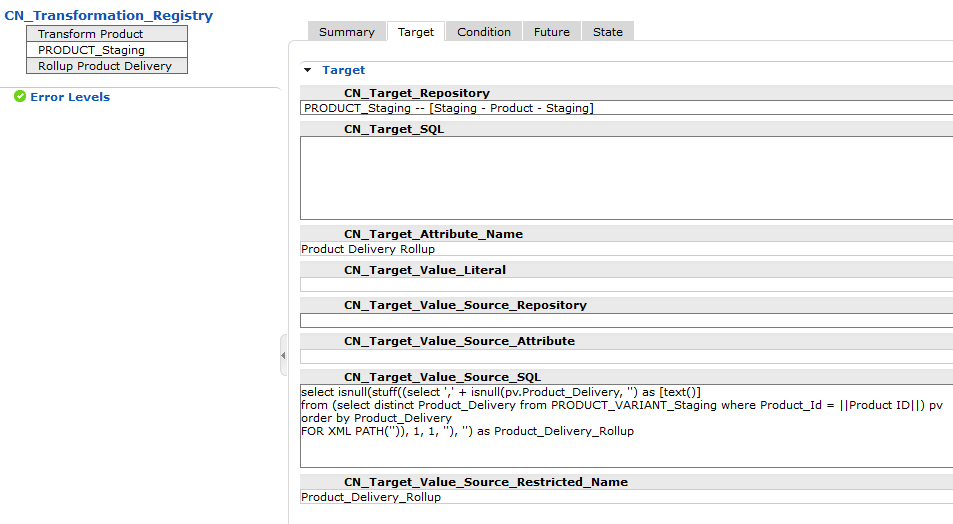 CN_Transformation_Registry
Transform Product
PRODUCT_Staging
Rollup Product Delivery
Error Levels
Summary Target Condition Future State
Target
CN_Target_Repository
PRODUCT_Staging -- [Staging - Product - Staging]
CN_Target_SQL
CN_Target_Attribute_Name
Product Delivery Rollup
CN_Target_Value_Literal
CN_Target_Value_Source_Repository
CN_Target_Value_Source_Attribute
CN_Target_Value_Source_SQL
select isnull(stuff((select ',' + isnull(pv.Product_Delivery, '') as [text()]
from (select distinct Product_Delivery from PRODUCT_VARIANT_Staging where Product_Id = ||Product ID||) pv
order by Product_Delivery
FOR XML PATH('')), 1, 1, ''), '') as Product_Delivery_Rollup
CN_Target_Value_Source_Restricted_Name
Product_Delivery_Rollup